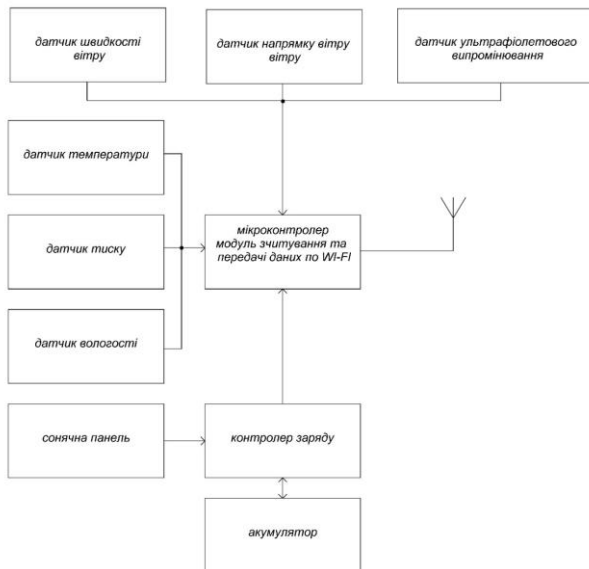 датчик швидкості
вітру
датчик напрямку вітру
вітру
датчик ультрафіолетового
випромінювання
датчик температури
датчик тиску
датчик вологості
мікроконтролер
модуль зчитування та
передачі даних по WI-FI
сонячна панель
контролер заряду
акумулятор